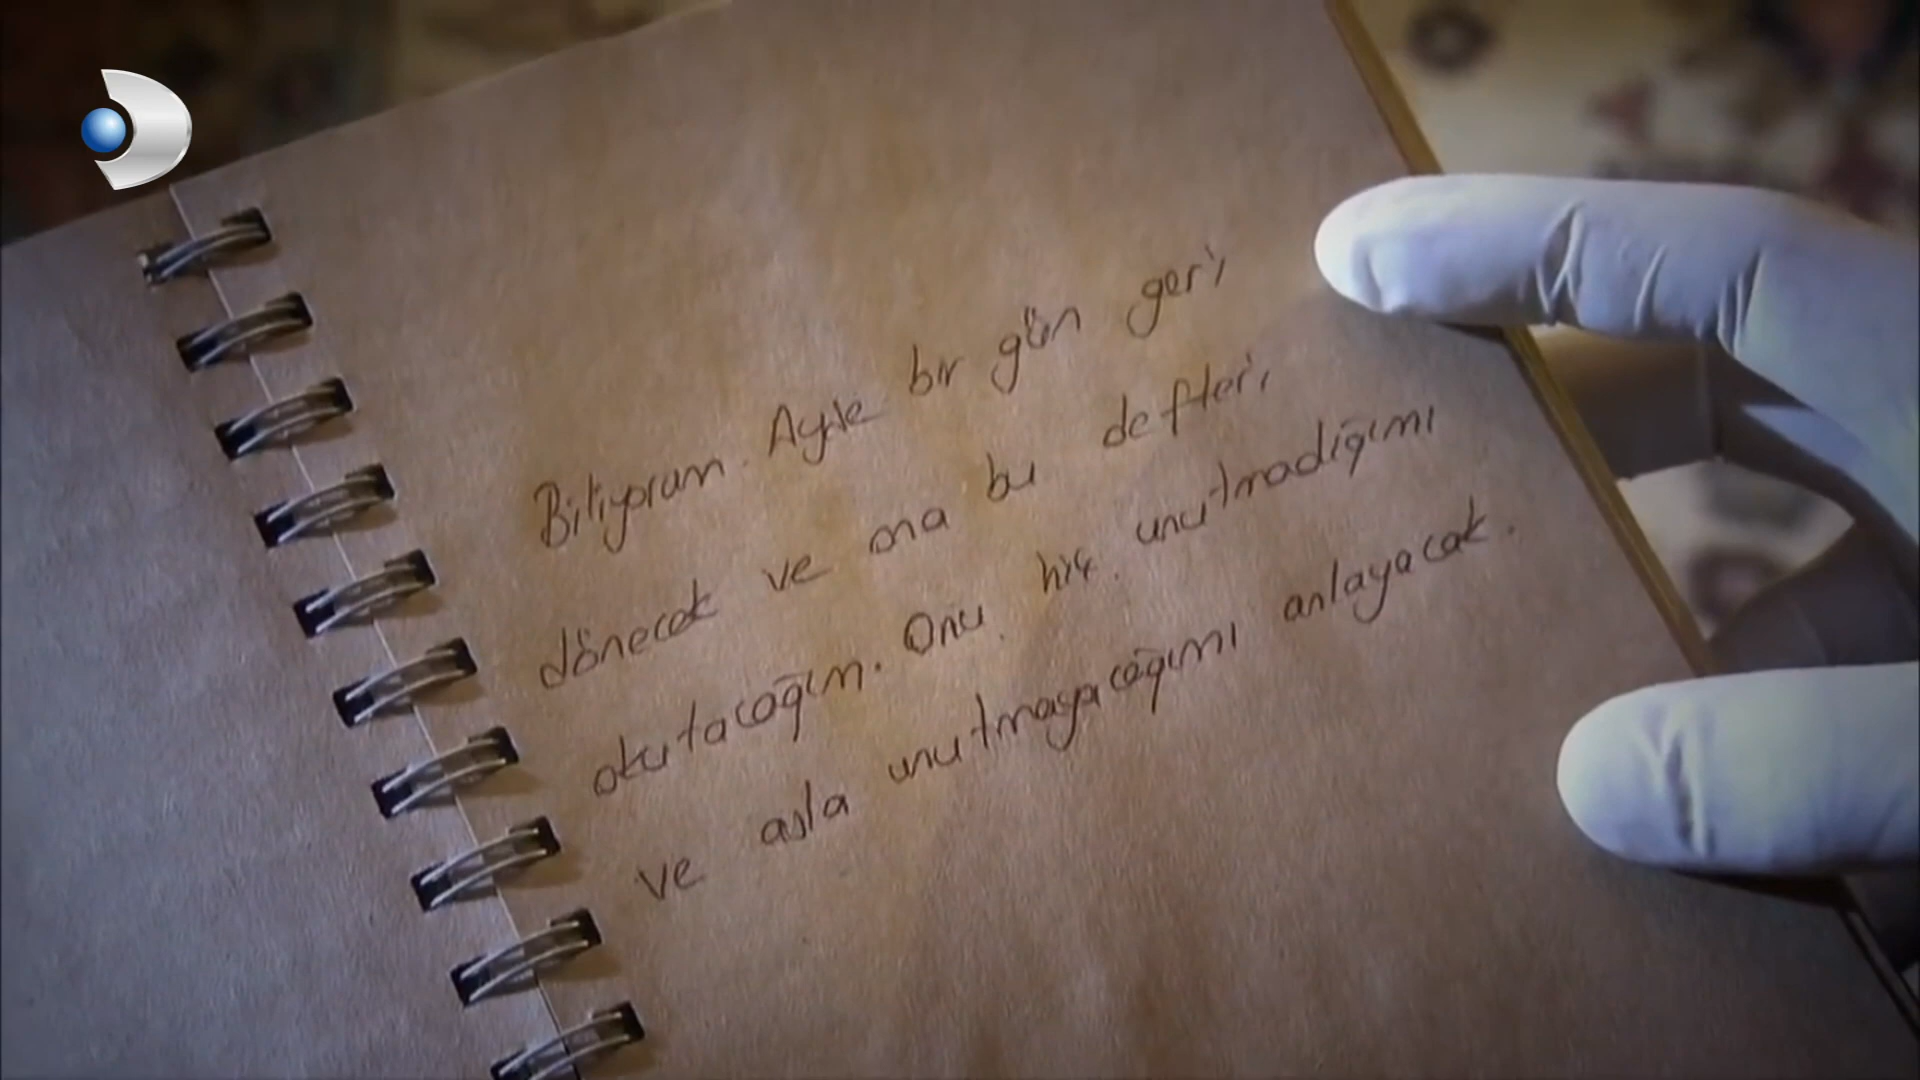 Biliyorum. Ayşe bir gün geri
dönecek ve ona bu defteri
okutacağım. Onu hiç unutmadığımı
ve asla unutmayacağımı anlayacak.